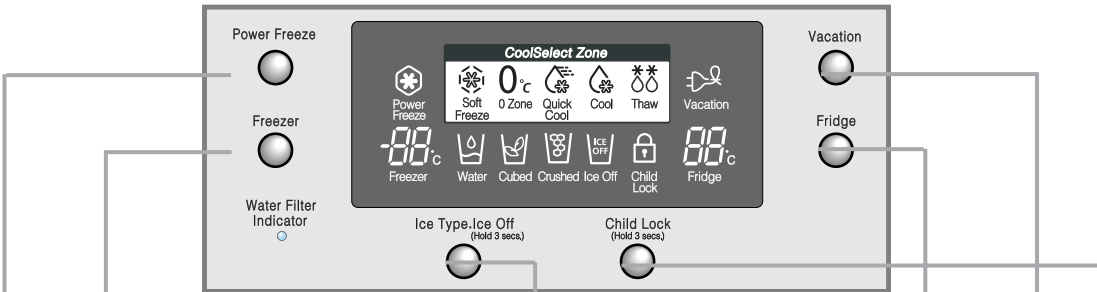 Power Freeze
Freezer
Water Filter
Indicator
CoolSelect Zone
Soft
Freeze
0°c
0 Zone
Quick
Cool
Cool
Thaw
Power
Freeze
Vacation
-88°c
Freezer
Water
Cubed
Crushed
ICE
OFF
Ice Off
Child
Lock
88°c
Fridge
Vacation
Fridge
Ice Type.Ice Off
(Hold 3 secs.)
Child Lock
(Hold 3 secs.)